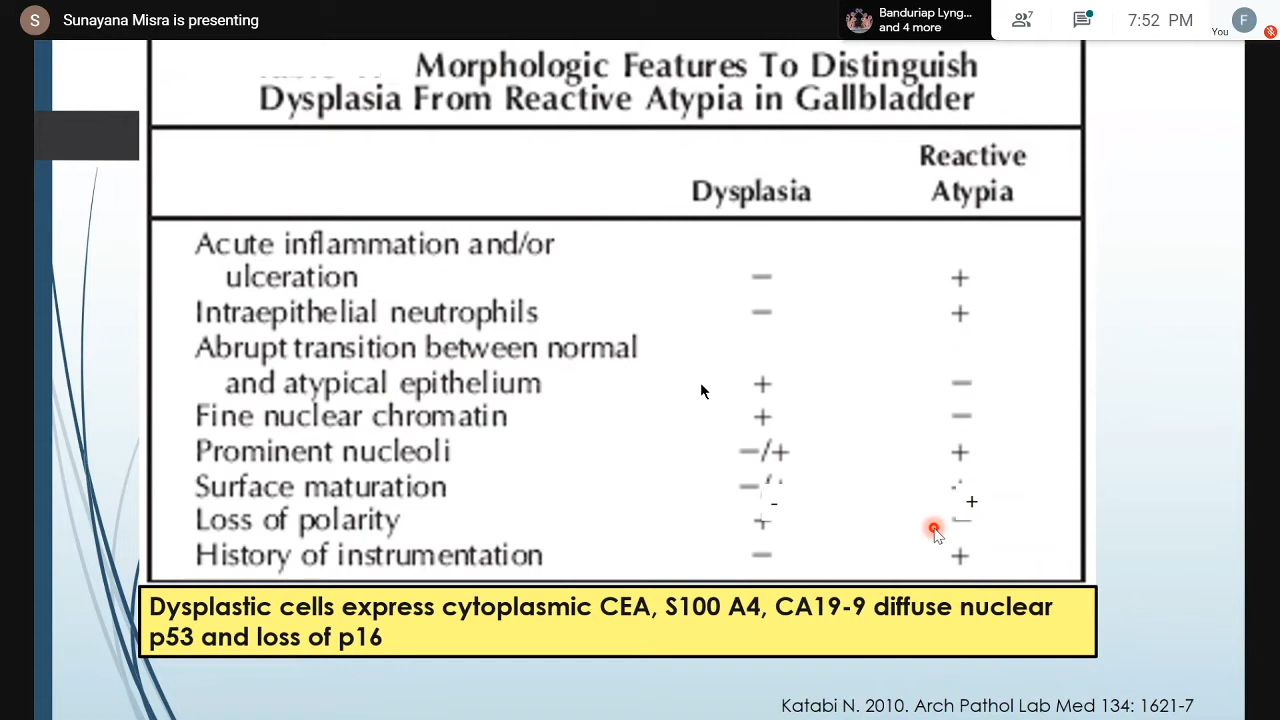 S
Sunayana Misra is presenting
Banduriap Lyng...
and 4 more
7
7:52 PM
You
F
Morphologic Features To Distinguish
Dysplasia From Reactive Atypia in Gallbladder
Reactive
Dysplasia Atypia
Acute inflammation and/or
ulceration − +
Intraepithelial neutrophils − +
Abrupt transition between normal
and atypical epithelium + −
Fine nuclear chromatin + −
Prominent nucleoli −/+ +
Surface maturation - +
Loss of polarity + −
History of instrumentation − +
Dysplastic cells express cytoplasmic CEA, S100 A4, CA19-9 diffuse nuclear
p53 and loss of p16
Katabi N. 2010. Arch Pathol Lab Med 134: 1621-7